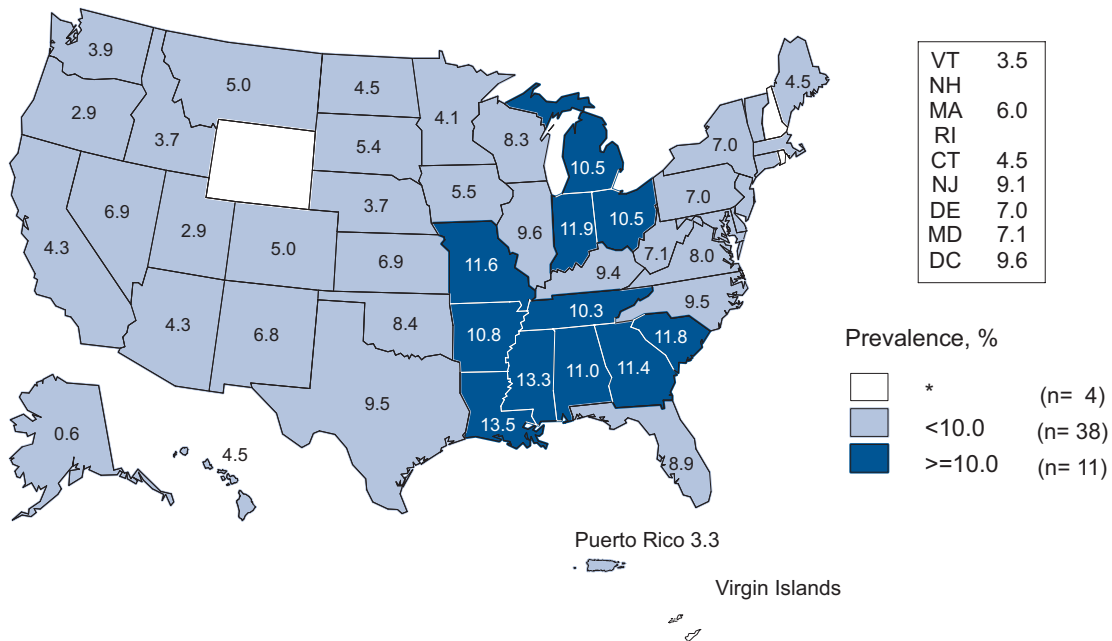 3.9
5.0
4.5
4.1
4.5
2.9
3.7
5.4
8.3
7.0
10.5
6.9
2.9
5.0
3.7
5.5
9.6
11.9
10.5
7.0
4.3
6.9
11.6
9.4
7.1
8.0
4.3
6.8
8.4
10.8
10.3
9.5
9.5
13.5
13.3
11.0
11.4
11.8
0.6
4.5
8.9
VT 3.5
NH
MA 6.0
RI
CT 4.5
NJ 9.1
DE 7.0
MD 7.1
DC 9.6
Prevalence, %
* (n= 4)
<10.0 (n= 38)
>=10.0 (n= 11)
Puerto Rico 3.3
Virgin Islands